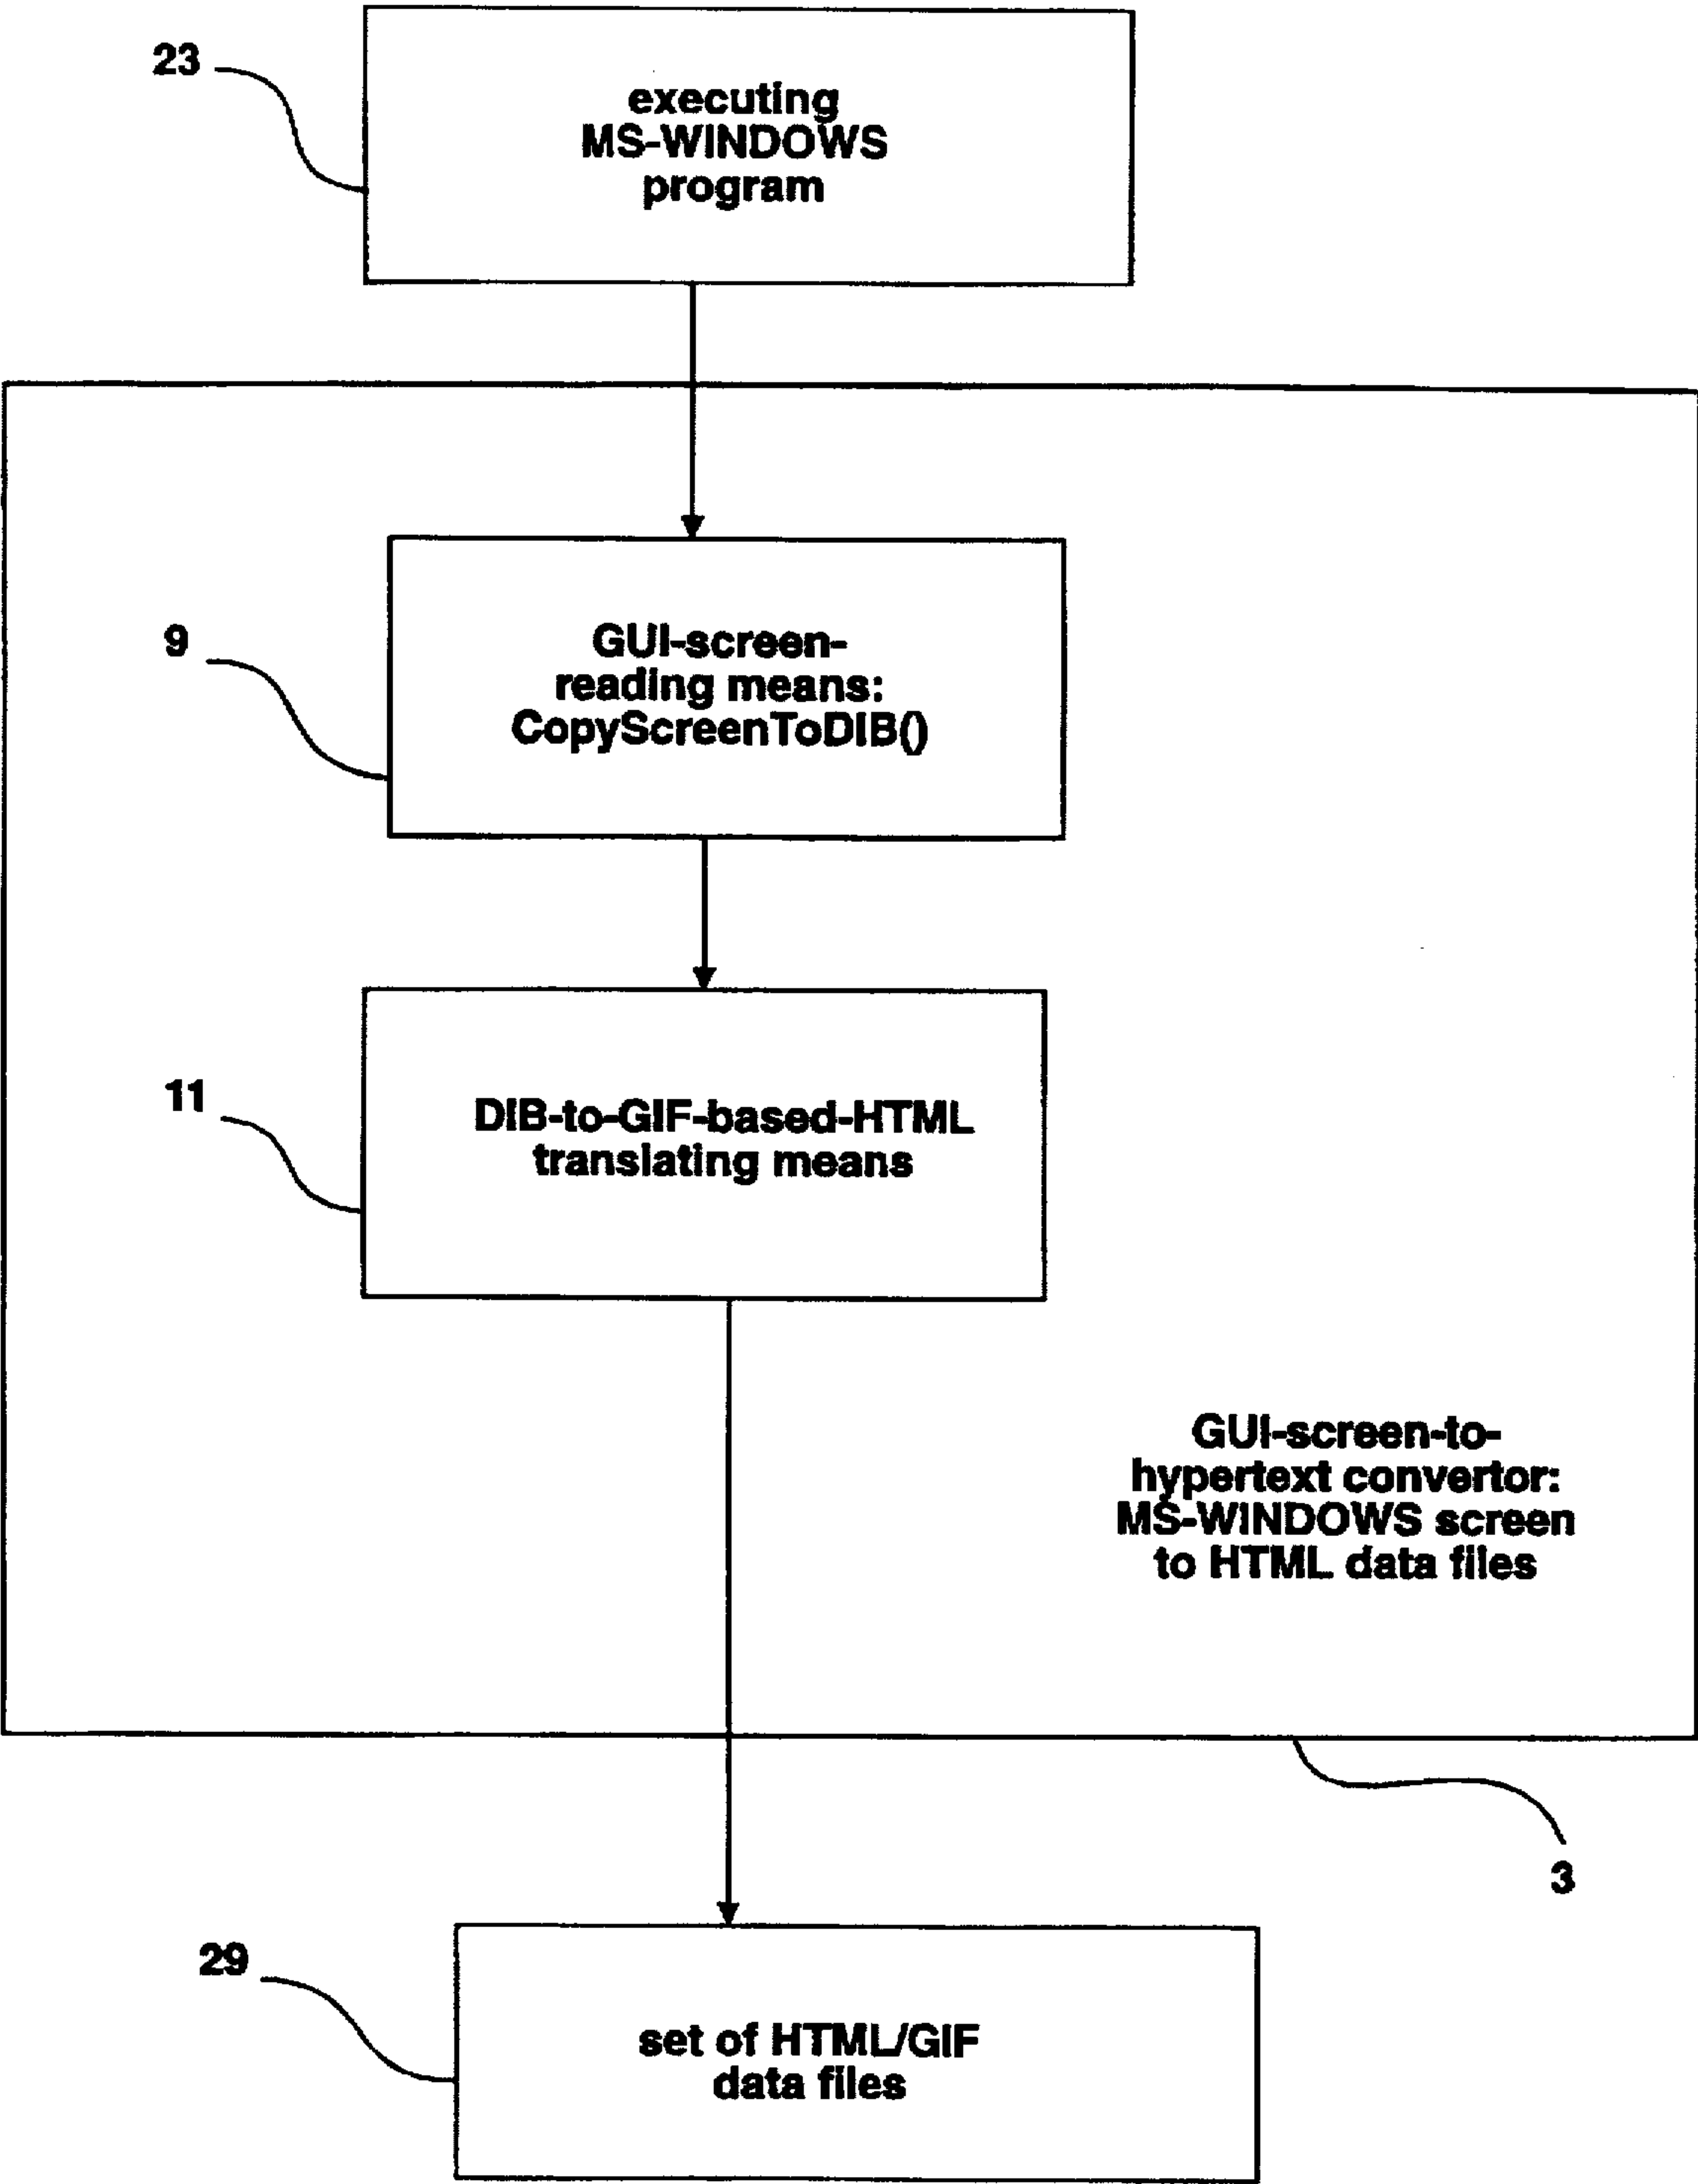 23
executing
MS-WINDOWS
program
9
GUI-screen-
reading means:
CopyScreenToDIB()
11
DIB-to-GIF-based-HTML
translating means
GUI-screen-to-
hypertext convertor:
MS-WINDOWS screen
to HTML data files
3
29
set of HTML/GIF
data files